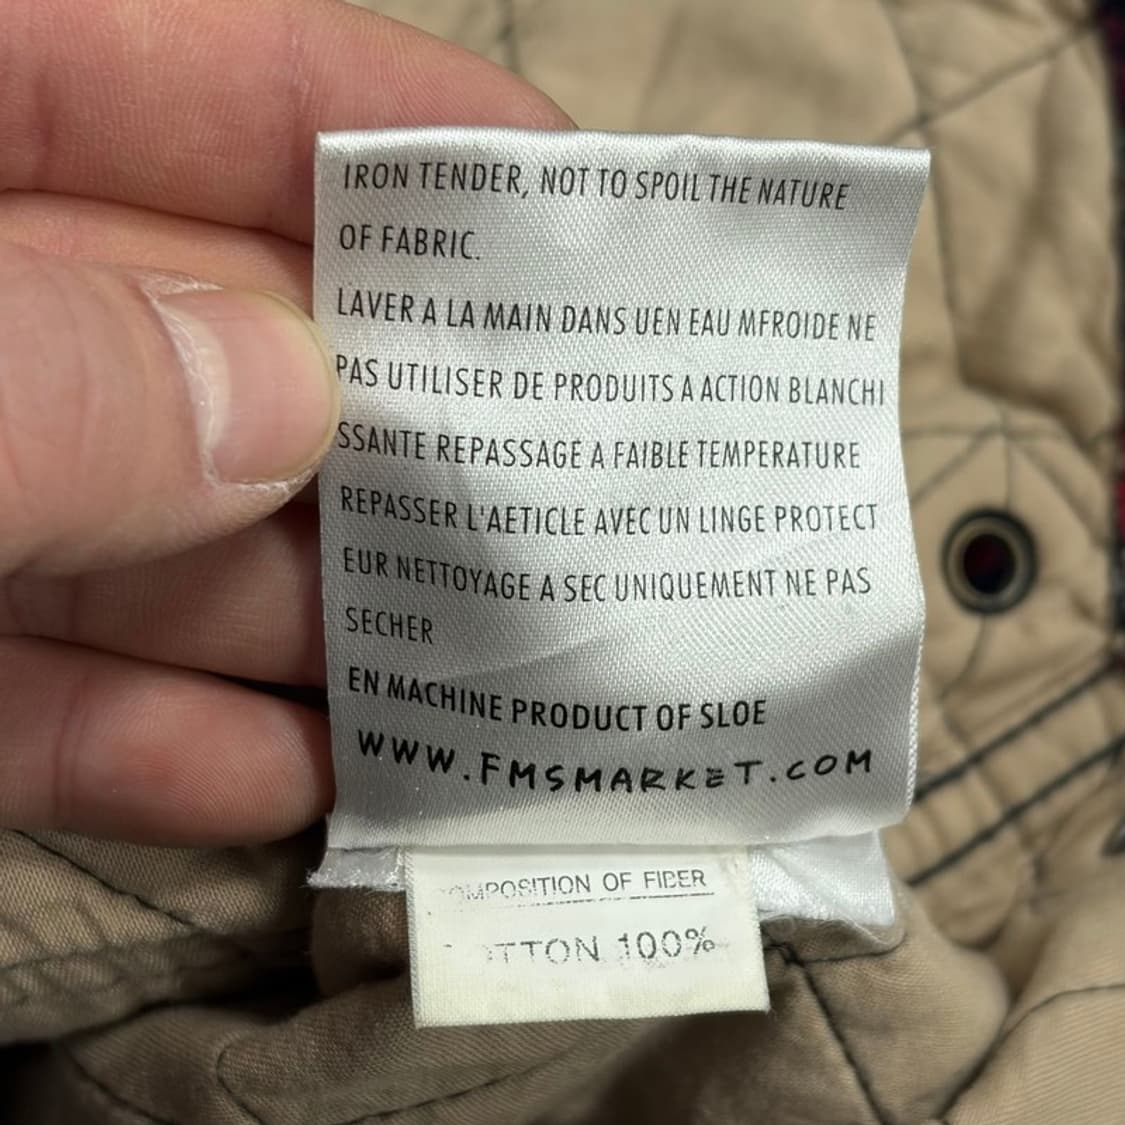 IRON TENDER, NOT TO SPOIL THE NATURE
OF FABRIC.
LAVER A LA MAIN DANS UEN EAU MFROIDE NE
PAS UTILISER DE PRODUITS A ACTION BLANCHI
SSANTE REPASSAGE A FAIBLE TEMPERATURE
REPASSER L'AETICLE AVEC UN LINGE PROTECT
EUR NETTOYAGE A SEC UNIQUEMENT NE PAS
SECHER
EN MACHINE PRODUCT OF SLOE
WWW.FMSMARKET.COM
COMPOSITION OF FIBER
COTTON 100%